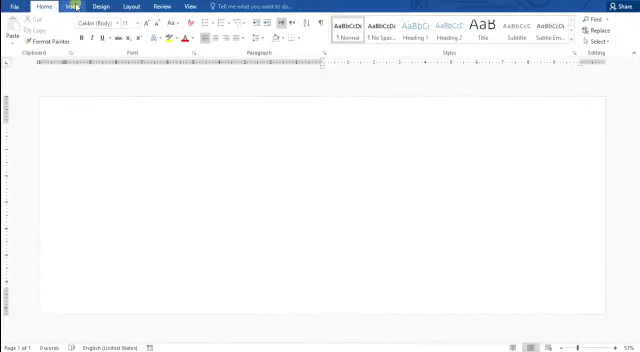 File Home Insert Design Layout Review View Tell me what you want to do... Share
Cut
Copy
Paste
Format Painter
Calibri (Body) 11
AaBbCcDc AaBbCcDc AaBbCc AaBbCcC AaB AaBbCcD AaBbCcD
¶ Normal ¶ No Spac... Heading 1 Heading 2 Title Subtitle Subtle Em...
Find
Replace
Select
Clipboard Font Paragraph Styles Editing
Page 1 of 1 0 words English (United States) 57%